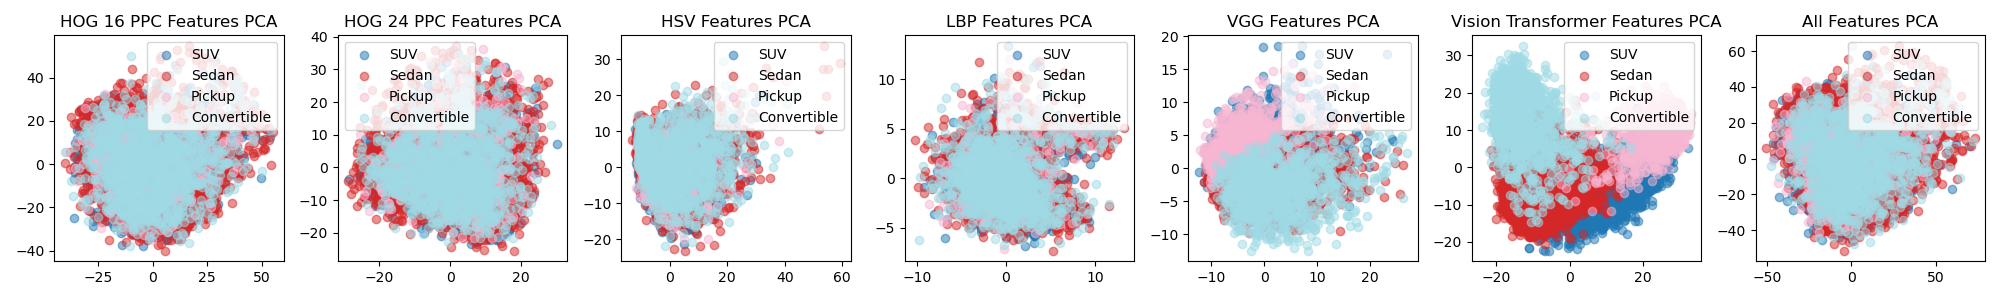 HOG 16 PPC Features PCA
SUV
Sedan
Pickup
Convertible
40
20
0
−20
−40
−25
0
25
50
HOG 24 PPC Features PCA
SUV
Sedan
Pickup
Convertible
40
30
20
10
0
−10
−20
−20
0
20
HSV Features PCA
SUV
Sedan
Pickup
Convertible
30
20
10
0
−10
−20
0
20
40
60
LBP Features PCA
SUV
Sedan
Pickup
Convertible
10
5
0
−5
−10
0
10
VGG Features PCA
SUV
Sedan
Pickup
Convertible
20
15
10
5
0
−5
−10
−10
0
10
20
Vision Transformer Features PCA
SUV
Sedan
Pickup
Convertible
30
20
10
0
−10
−20
−20
0
20
All Features PCA
SUV
Sedan
Pickup
Convertible
60
40
20
0
−20
−40
−50
0
50